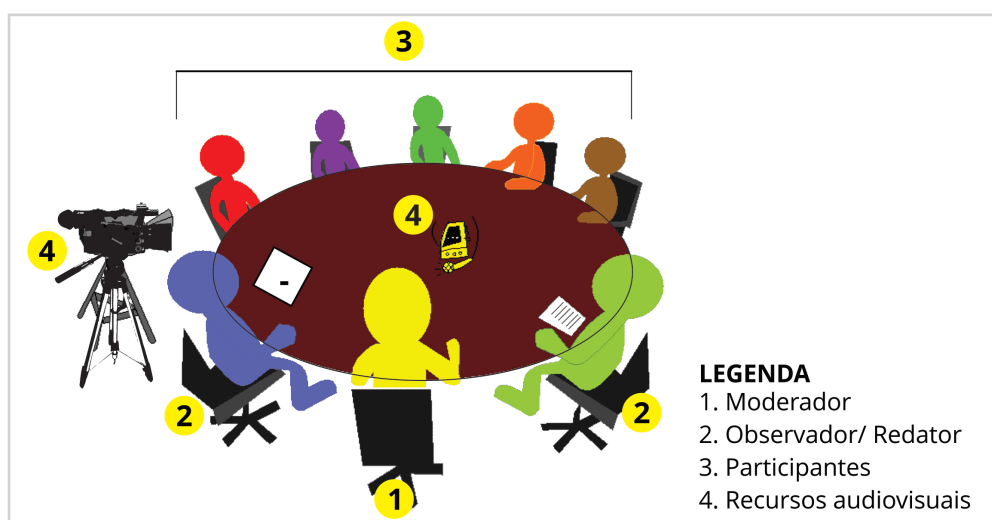 3
4
4
2
2
1
LEGENDA
1. Moderador
2. Observador/ Redator
3. Participantes
4. Recursos audiovisuais